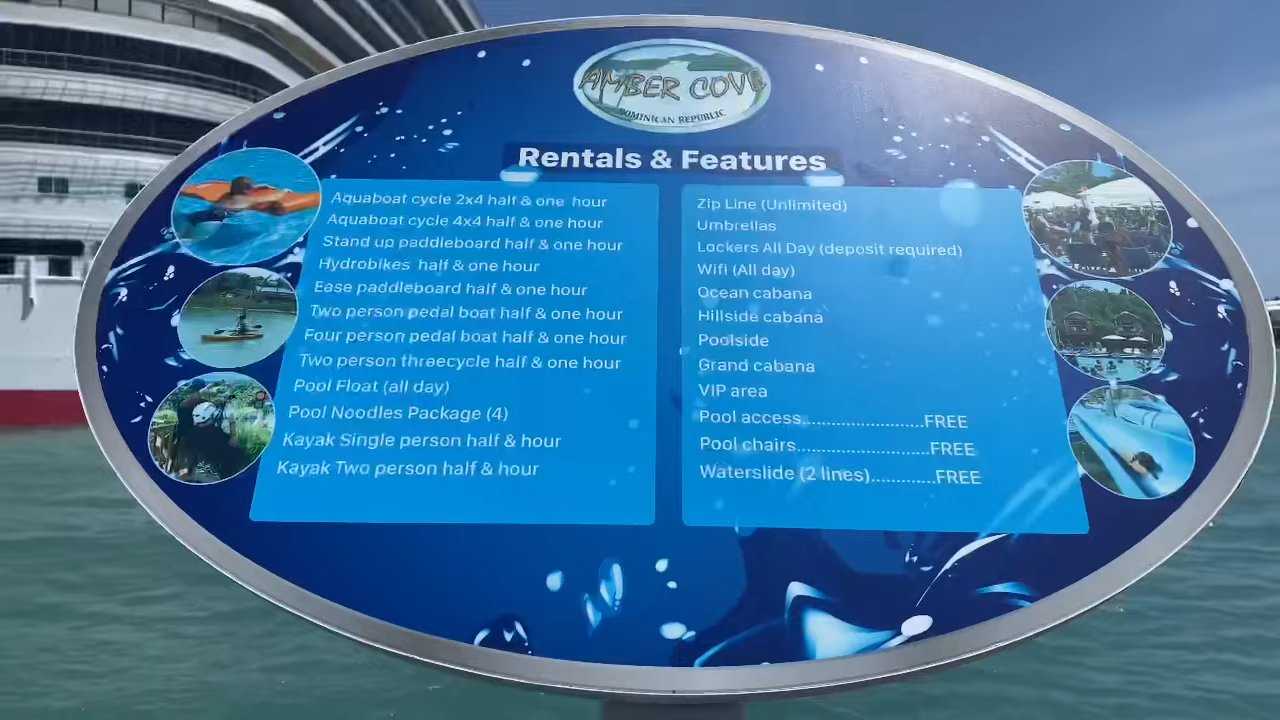 AMBER COVE
DOMINICAN REPUBLIC
Rentals & Features
Aquaboat cycle 2x4 half & one hour
Aquaboat cycle 4x4 half & one hour
Stand up paddleboard half & one hour
Hydrobikes half & one hour
Ease paddleboard half & one hour
Two person pedal boat half & one hour
Four person pedal boat half & one hour
Two person threecycle half & one hour
Pool Float (all day)
Pool Noodles Package (4)
Kayak Single person half & hour
Kayak Two person half & hour
Zip Line (Unlimited)
Umbrellas
Lockers All Day (deposit required)
Wifi (All day)
Ocean cabana
Hillside cabana
Poolside
Grand cabana
VIP area
Pool access..........................FREE
Pool chairs............................FREE
Waterslide (2 lines).............FREE